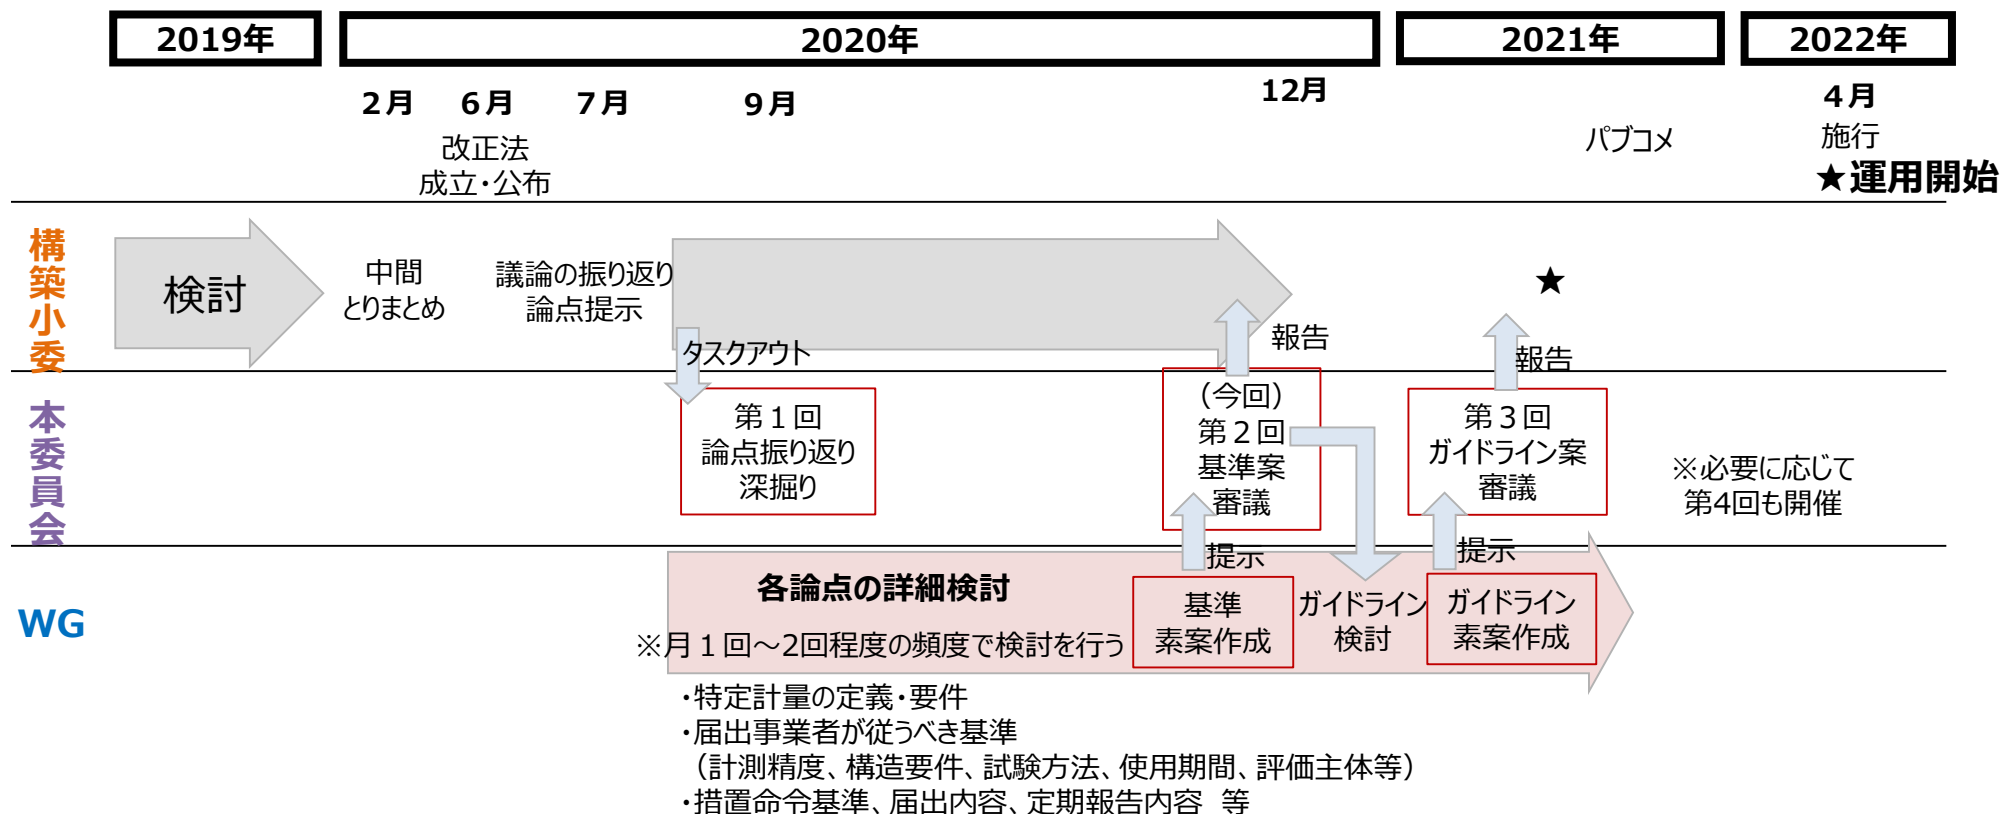 2019年
2020年
2021年
2022年
2月
6月
7月
9月
12月
4月
改正法
成立・公布
パブコメ
施行
★運用開始
構築小委
検討
中間
とりまとめ
議論の振り返り
論点提示
★
タスクアウト
報告
報告
本委員会
第1回
論点振り返り
深掘り
(今回)
第2回
基準案
審議
第3回
ガイドライン案
審議
※必要に応じて
第4回も開催
提示
提示
WG
各論点の詳細検討
※月1回～2回程度の頻度で検討を行う
基準
素案作成
ガイドライン
検討
ガイドライン
素案作成
・特定計量の定義・要件
・届出事業者が従うべき基準
（計測精度、構造要件、試験方法、使用期間、評価主体等）
・措置命令基準、届出内容、定期報告内容　等